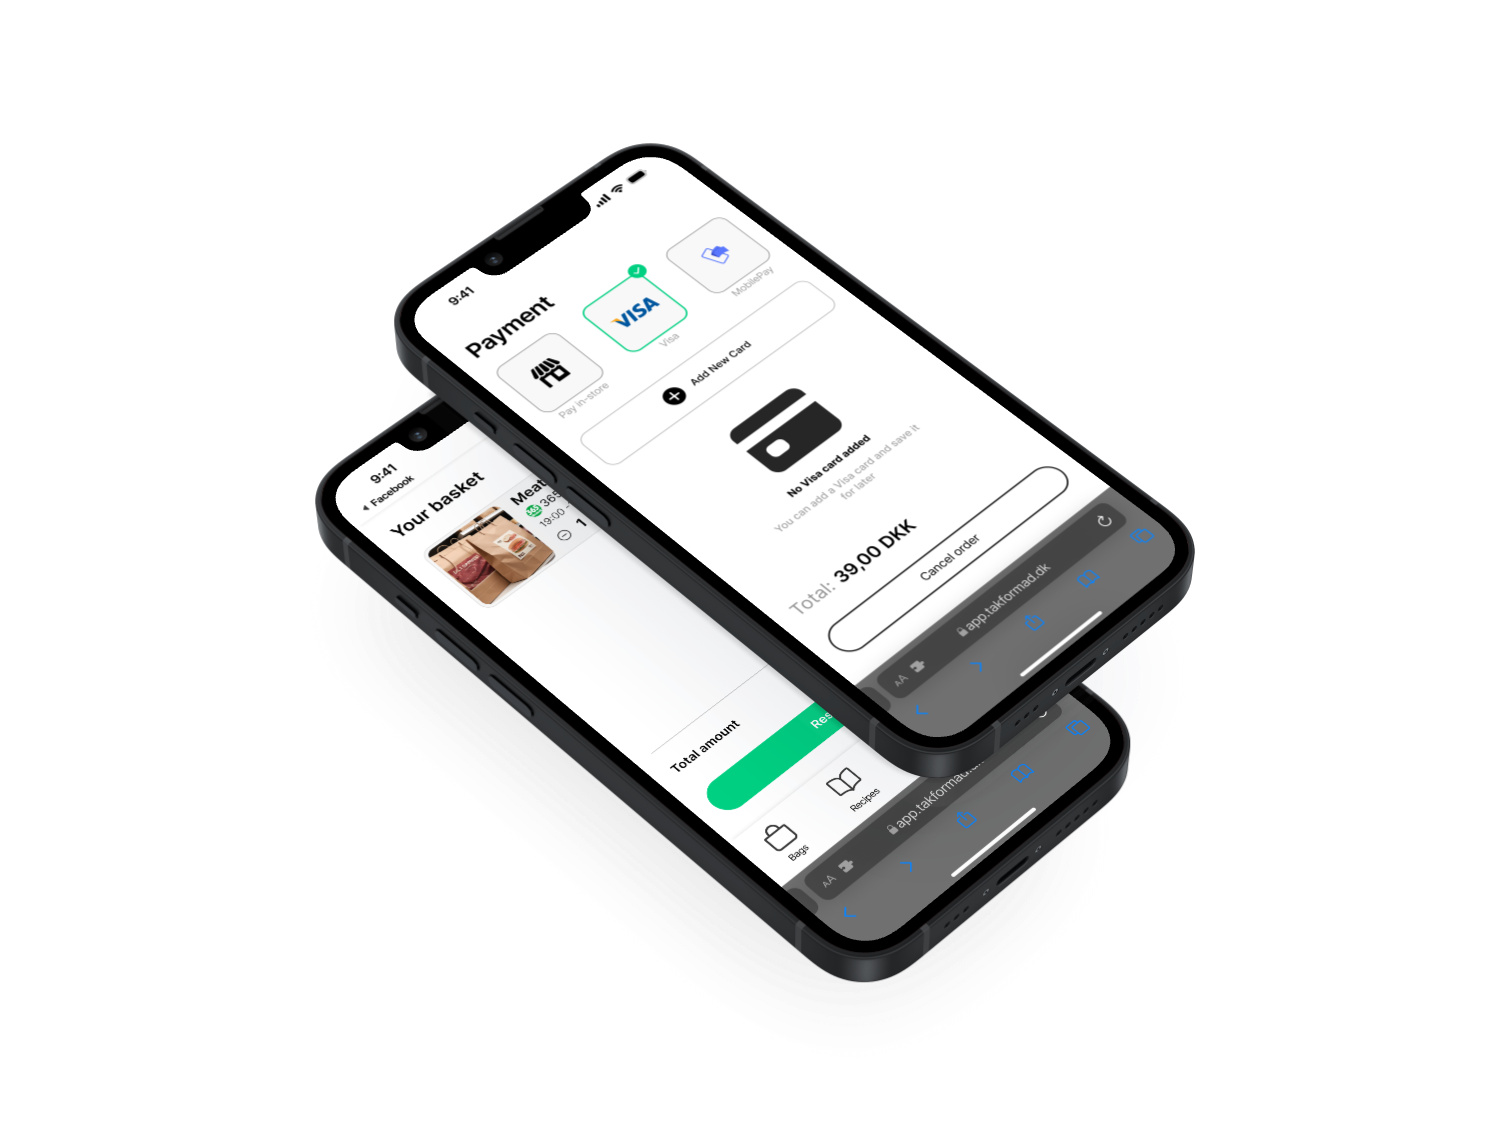 9:41
Payment
Pay in-store
VISA
Visa
MobilePay
Add New Card
No Visa card added
You can add a Visa card and save it
for later
Total: 39,00 DKK
Cancel order
AA
app.takformad.dk
9:41
Facebook
Your basket
Meat
365
19:00 -
1
Total amount
Res
Bags
Recipes
AA
app.takformad.dk